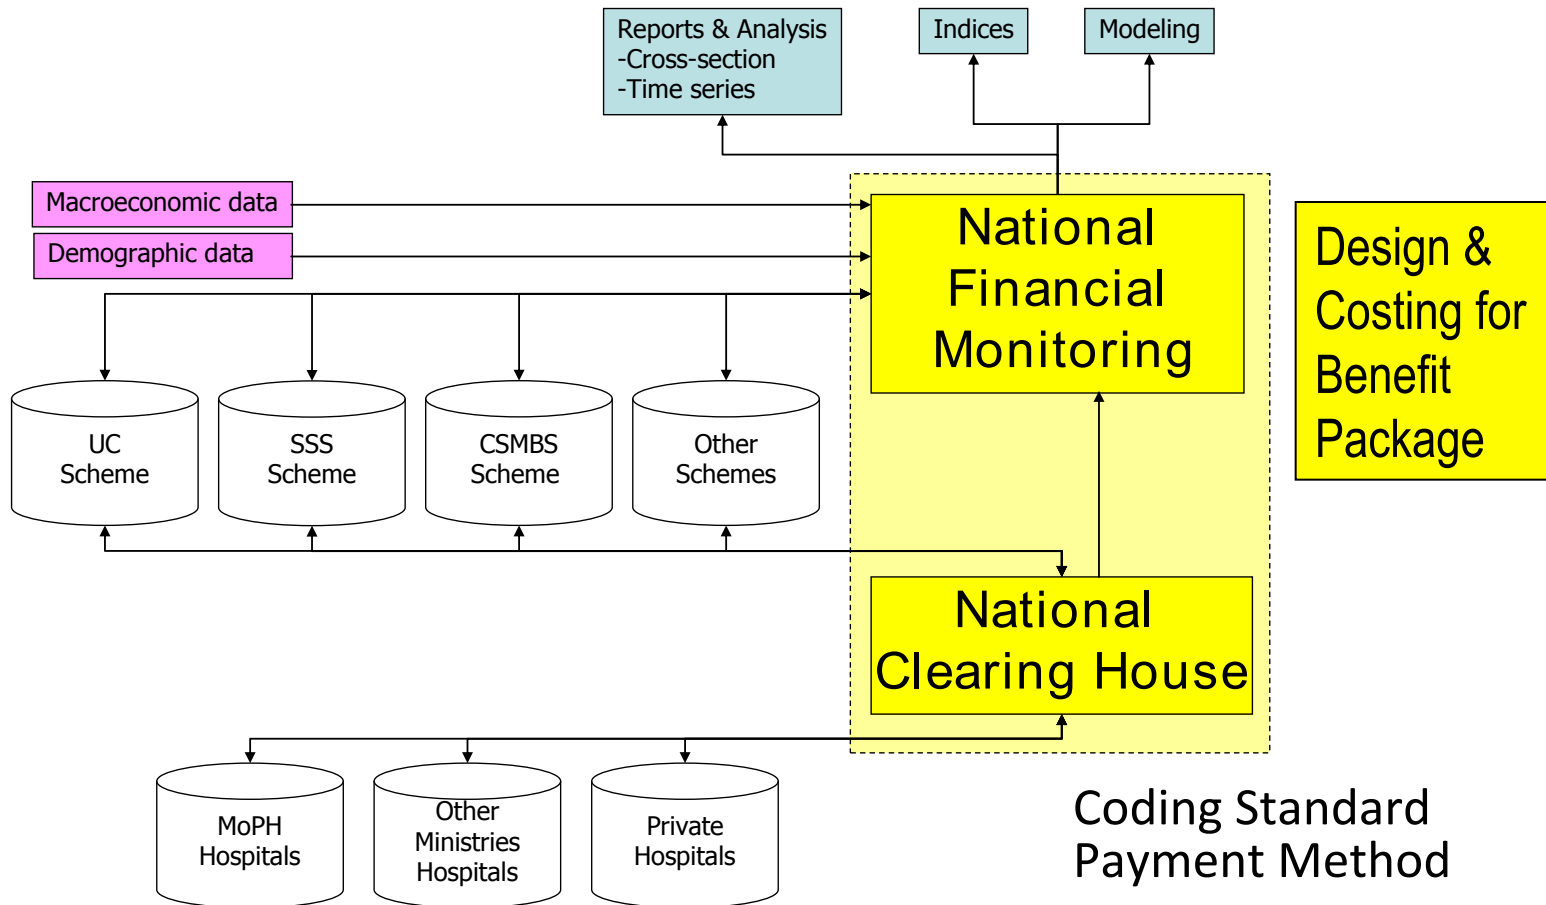 Reports & Analysis
-Cross-section
-Time series
Indices
Modeling
Macroeconomic data
Demographic data
National
Financial
Monitoring
Design &
Costing for
Benefit
Package
UC
Scheme
SSS
Scheme
CSMBS
Scheme
Other
Schemes
National
Clearing House
MoPH
Hospitals
Other
Ministries
Hospitals
Private
Hospitals
Coding Standard
Payment Method